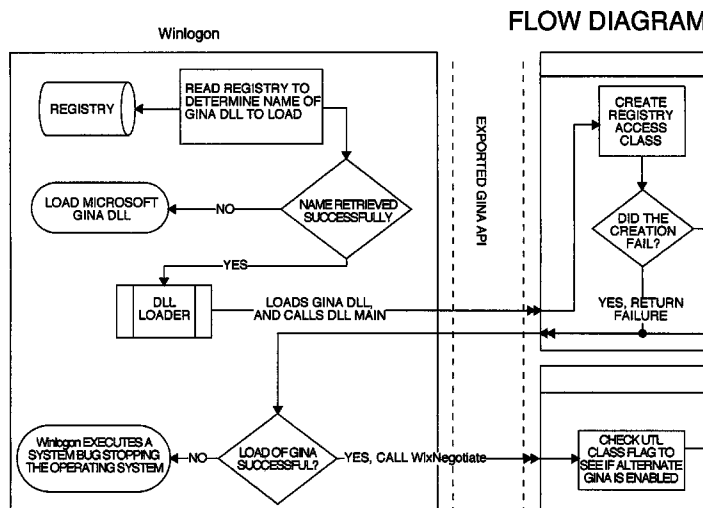 FLOW DIAGRAM
Winlogon
REGISTRY
READ REGISTRY TO
DETERMINE NAME OF
GINA DLL TO LOAD
LOAD MICROSOFT
GINA DLL
NO
NAME RETRIEVED
SUCCESSFULLY
YES
DLL
LOADER
LOADS GINA DLL,
AND CALLS DLL MAIN
EXPORTED GINA API
CREATE
REGISTRY
ACCESS
CLASS
DID THE
CREATION
FAIL?
YES, RETURN
FAILURE
Winlogon EXECUTES A
SYSTEM BUG STOPPING
THE OPERATING SYSTEM
NO
LOAD OF GINA
SUCCESSFUL?
YES, CALL WlxNegotiate
CHECK UTL
CLASS FLAG TO
SEE IF ALTERNATE
GINA IS ENABLED